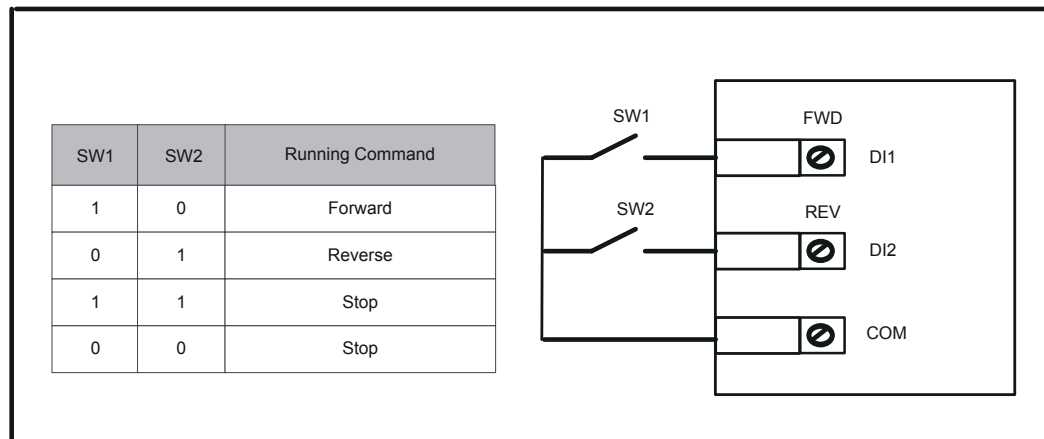 SW1 SW2 Running Command
1 0 Forward
0 1 Reverse
1 1 Stop
0 0 Stop
SW1
FWD
DI1
SW2
REV
DI2
COM